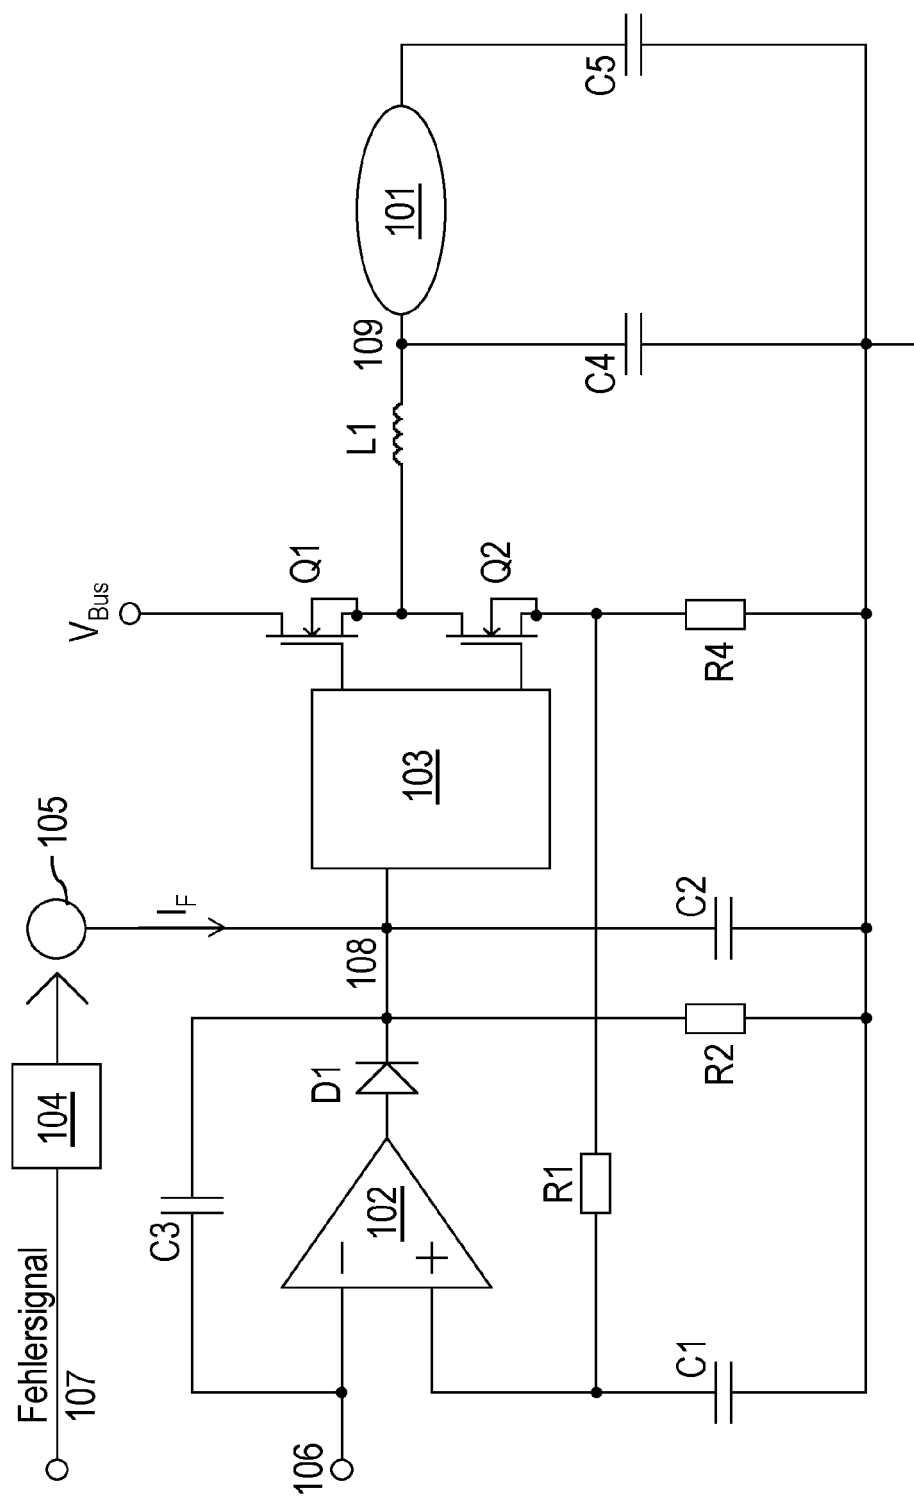 Fehlersignal
107
104
105
I_F
V_Bus
106
C3
102
−
+
D1
108
103
Q1
Q2
L1
109
101
R1
R2
R4
C1
C2
C4
C5